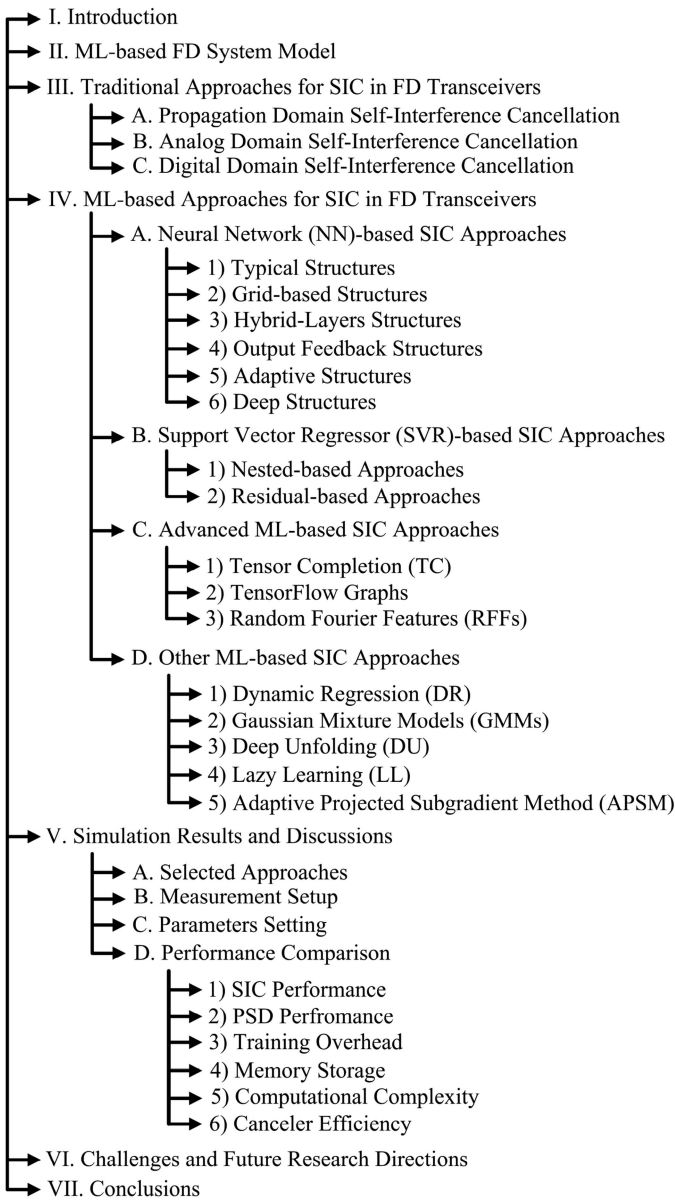 I. Introduction
II. ML-based FD System Model
III. Traditional Approaches for SIC in FD Transceivers
A. Propagation Domain Self-Interference Cancellation
B. Analog Domain Self-Interference Cancellation
C. Digital Domain Self-Interference Cancellation
IV. ML-based Approaches for SIC in FD Transceivers
A. Neural Network (NN)-based SIC Approaches
1) Typical Structures
2) Grid-based Structures
3) Hybrid-Layers Structures
4) Output Feedback Structures
5) Adaptive Structures
6) Deep Structures
B. Support Vector Regressor (SVR)-based SIC Approaches
1) Nested-based Approaches
2) Residual-based Approaches
C. Advanced ML-based SIC Approaches
1) Tensor Completion (TC)
2) TensorFlow Graphs
3) Random Fourier Features (RFFs)
D. Other ML-based SIC Approaches
1) Dynamic Regression (DR)
2) Gaussian Mixture Models (GMMs)
3) Deep Unfolding (DU)
4) Lazy Learning (LL)
5) Adaptive Projected Subgradient Method (APSM)
V. Simulation Results and Discussions
A. Selected Approaches
B. Measurement Setup
C. Parameters Setting
D. Performance Comparison
1) SIC Performance
2) PSD Perfromance
3) Training Overhead
4) Memory Storage
5) Computational Complexity
6) Canceler Efficiency
VI. Challenges and Future Research Directions
VII. Conclusions